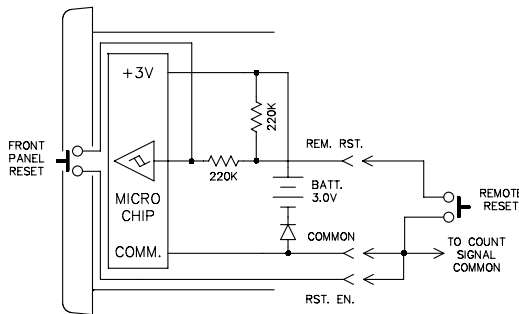 +3V
220K
FRONT
PANEL
RESET
REM. RST.
220K
MICRO
CHIP
BATT.
3.0V
REMOTE
RESET
COMM.
COMMON
TO COUNT
SIGNAL
COMMON
RST. EN.